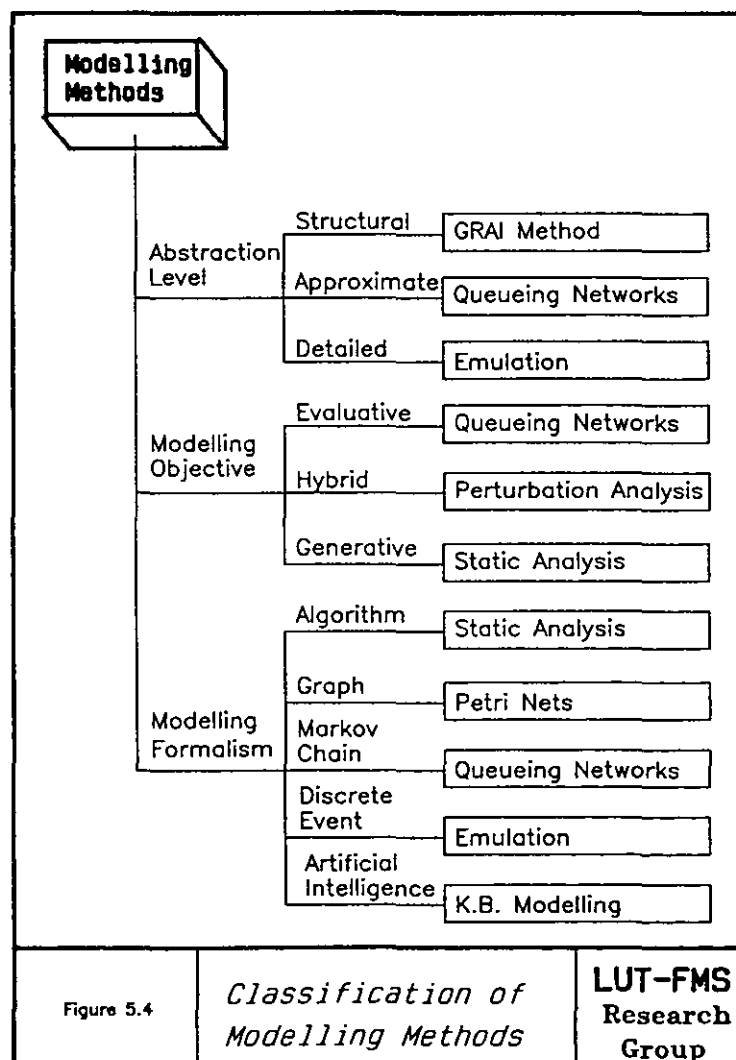 Modelling
Methods
Structural
GRAI Method
Abstraction
Level
Approximate
Queueing Networks
Detailed
Emulation
Evaluative
Queueing Networks
Modelling
Objective
Hybrid
Perturbation Analysis
Generative
Static Analysis
Algorithm
Static Analysis
Graph
Petri Nets
Modelling
Formalism
Markov
Chain
Queueing Networks
Discrete
Event
Emulation
Artificial
Intelligence
K.B. Modelling
Figure 5.4
Classification of
Modelling Methods
LUT-FMS
Research
Group